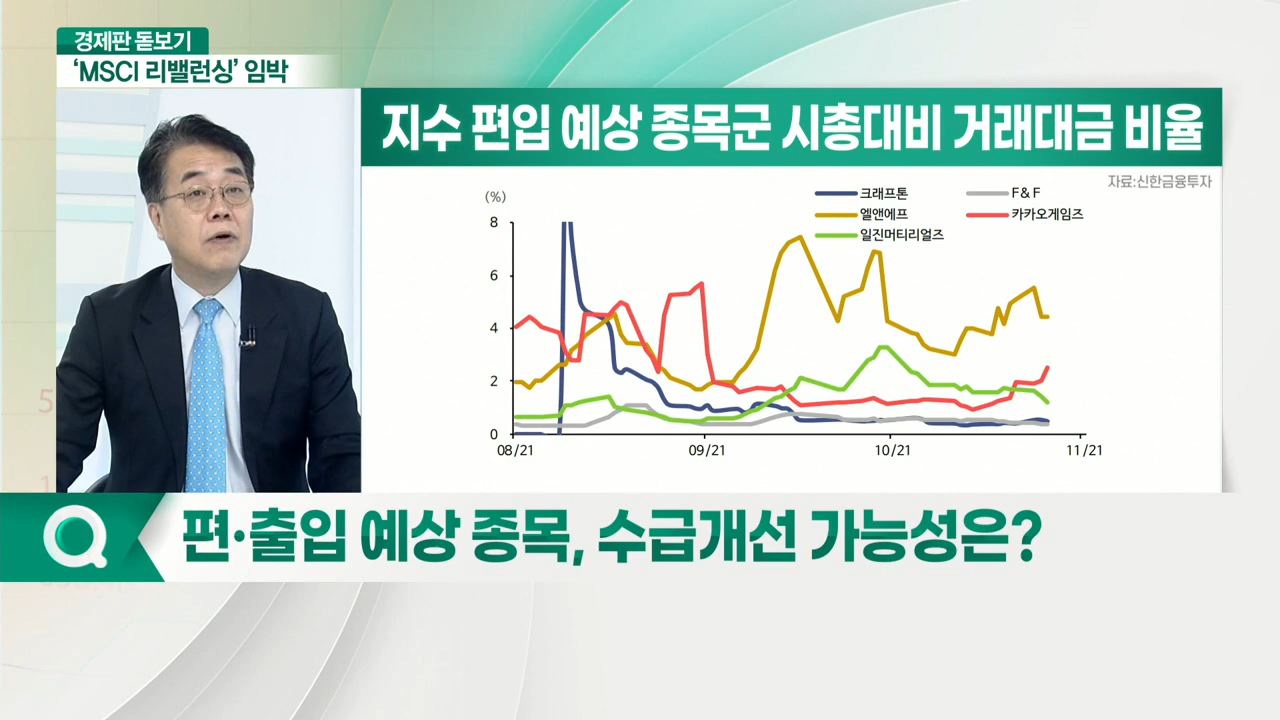 경제판 돋보기
‘MSCI 리밸런싱’ 임박
지수 편입 예상 종목군 시총대비 거래대금 비율
자료:신한금융투자
(%)
크래프톤
F&F
엘앤에프
카카오게임즈
일진머티리얼즈
8
6
4
2
0
08/21
09/21
10/21
11/21
편·출입 예상 종목, 수급개선 가능성은?